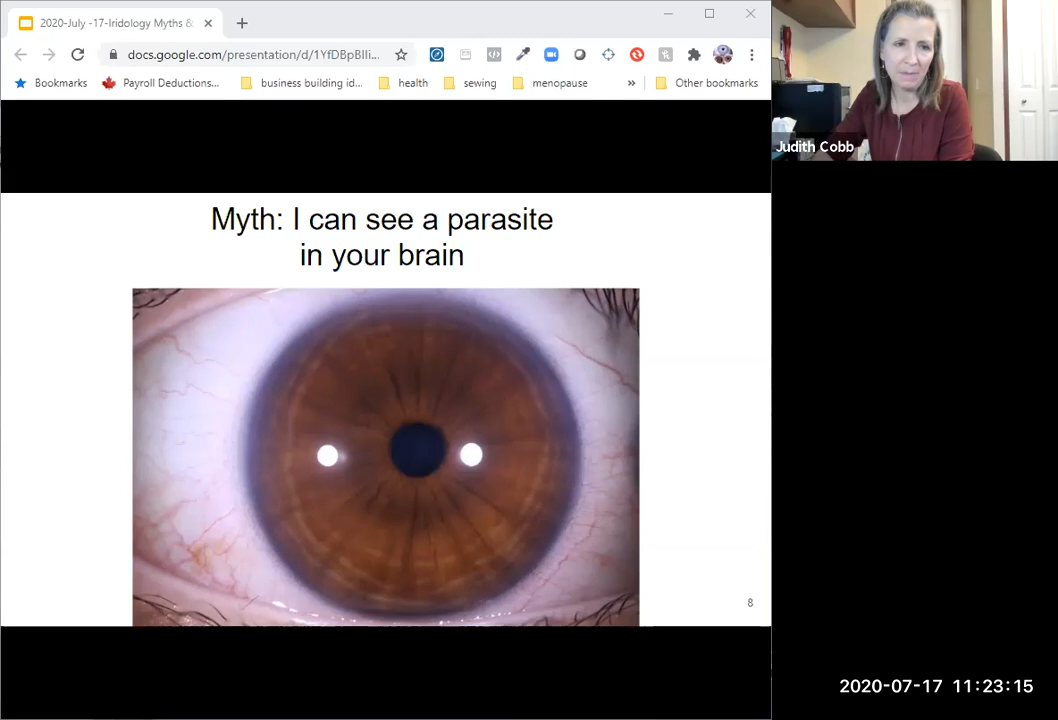 2020-July -17-Iridology Myths &
docs.google.com/presentation/d/1YfDBpBIli...
Bookmarks
Payroll Deductions...
business building id...
health
sewing
menopause
»
Other bookmarks
Judith Cobb
Myth: I can see a parasite
in your brain
8
2020-07-17 11:23:15